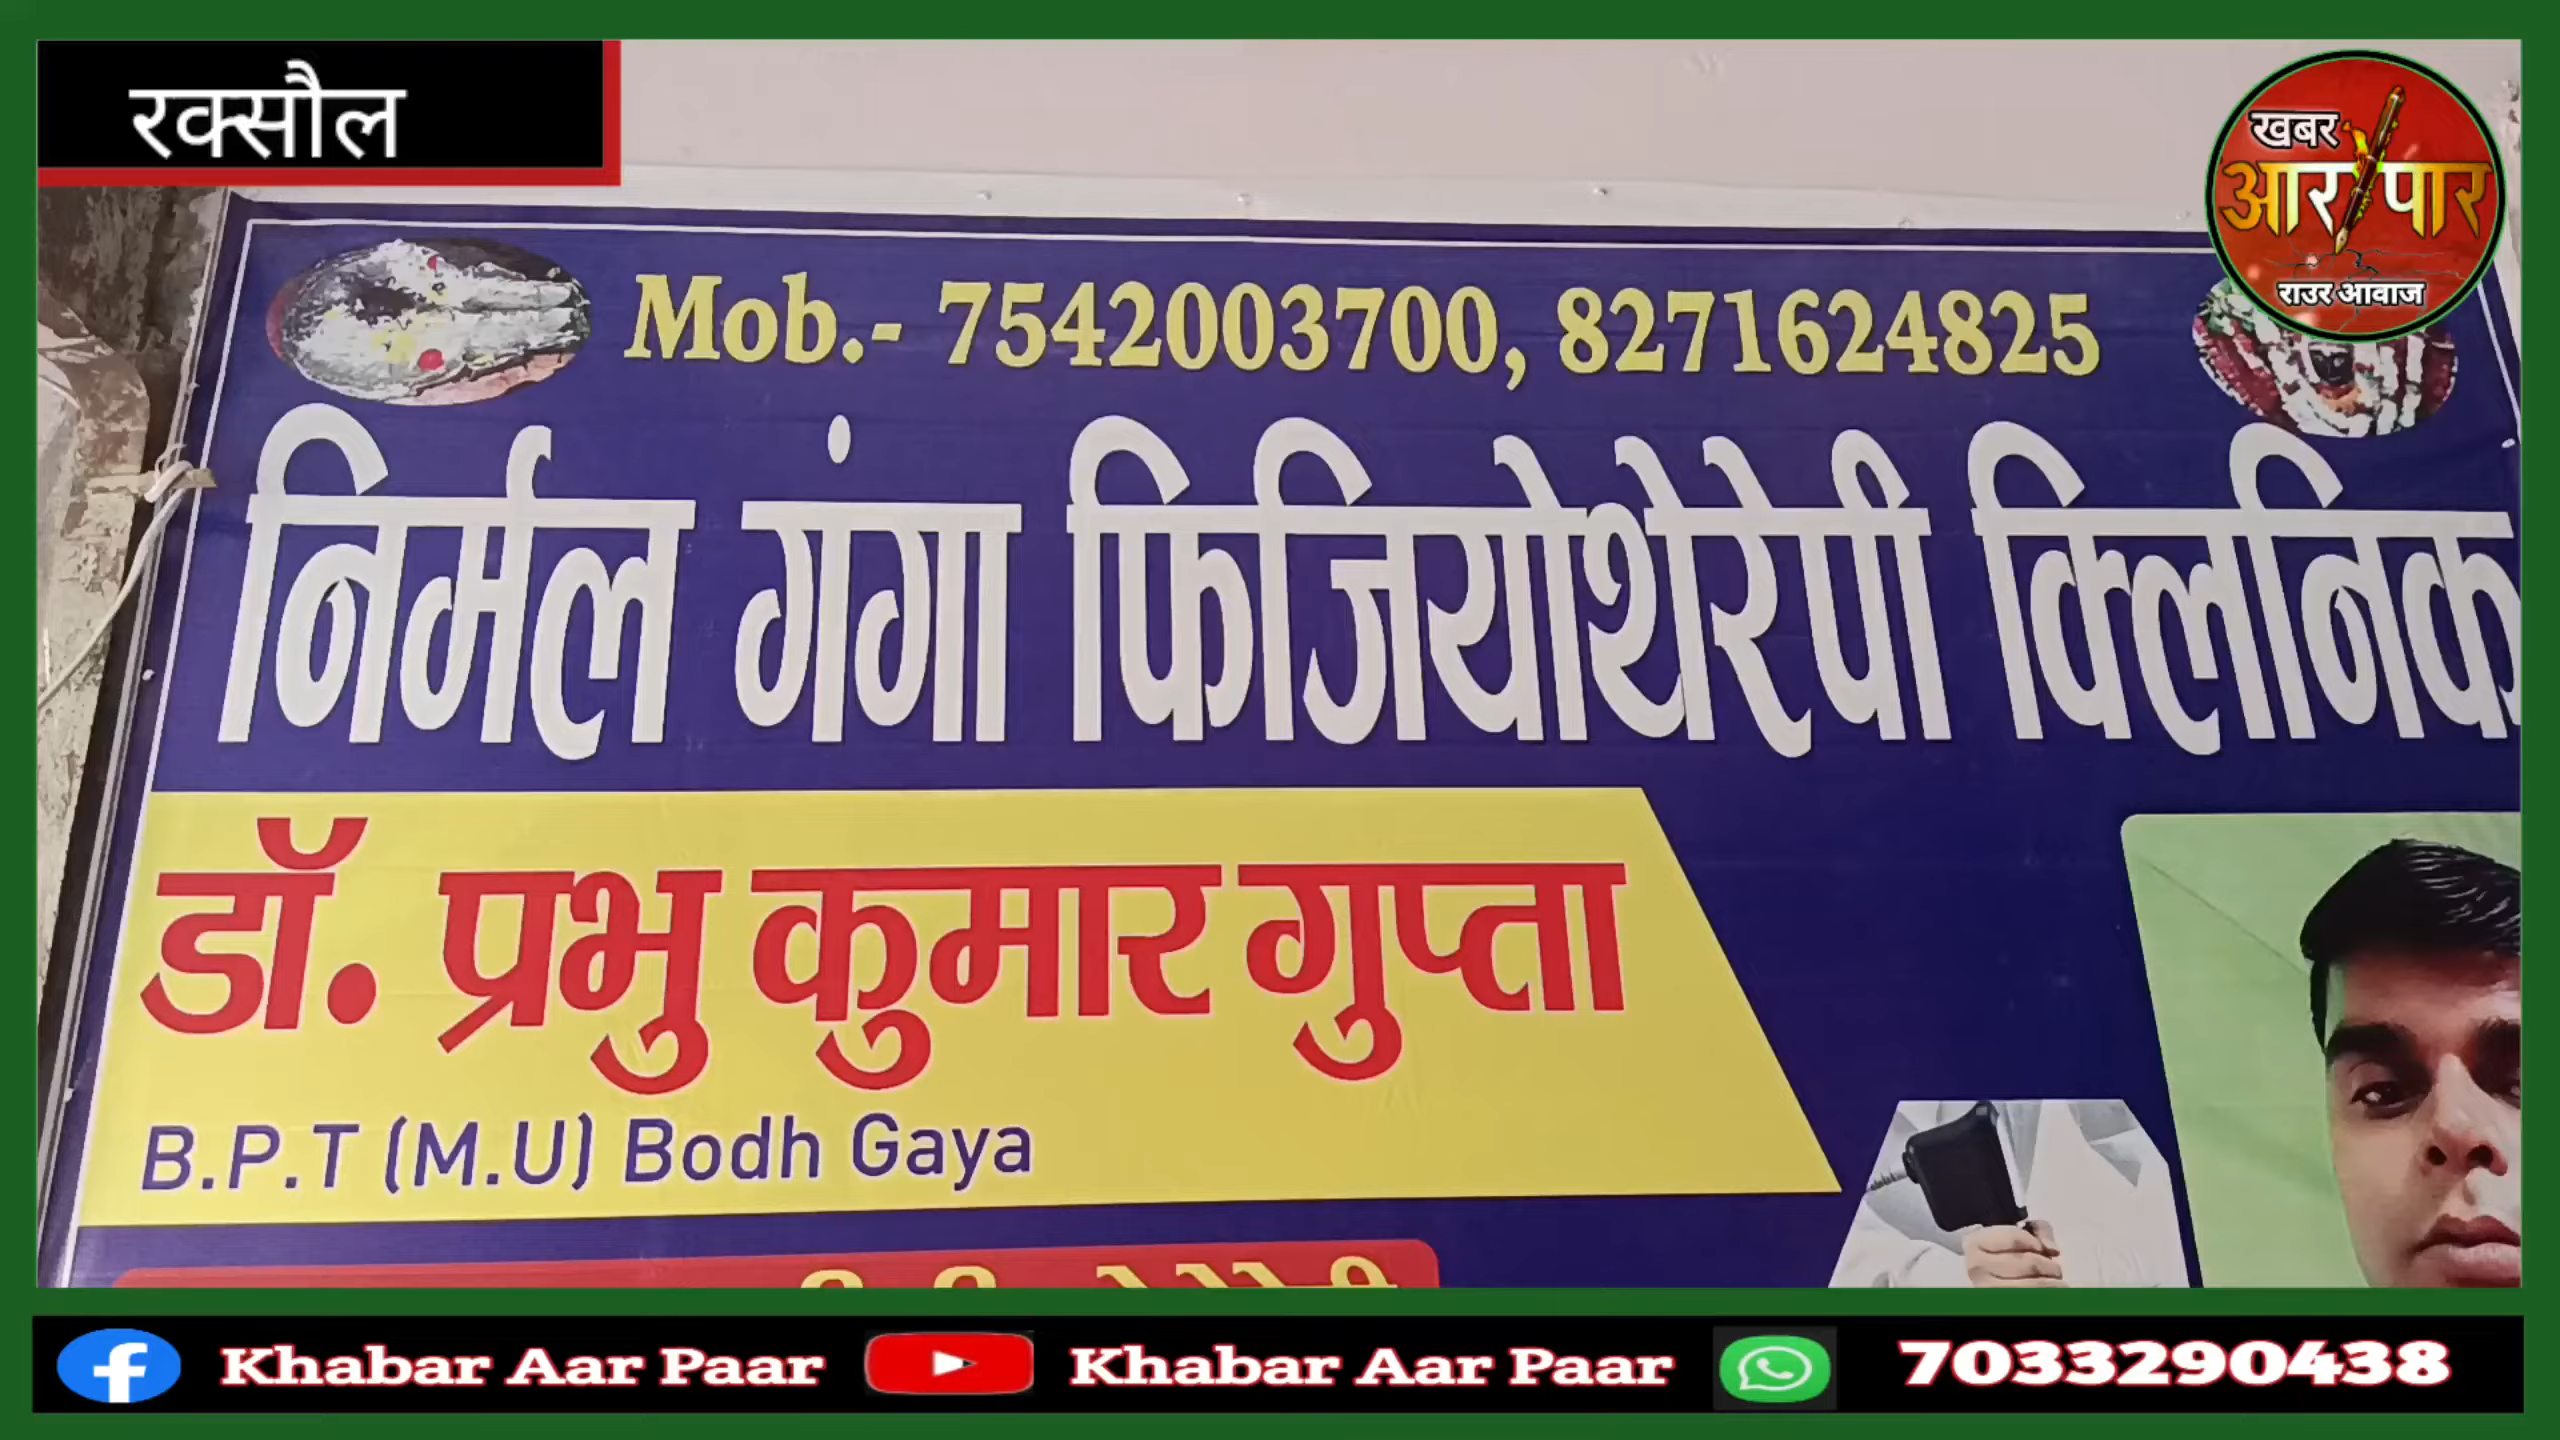 रक्सौल
खबर
आर पार
राउर आवाज
Mob.- 7542003700, 8271624825
निर्मल गंगा फिजियोथेरेपी क्लिनिक
डॉ. प्रभु कुमार गुप्ता
B.P.T (M.U) Bodh Gaya
Khabar Aar Paar Khabar Aar Paar 7033290438